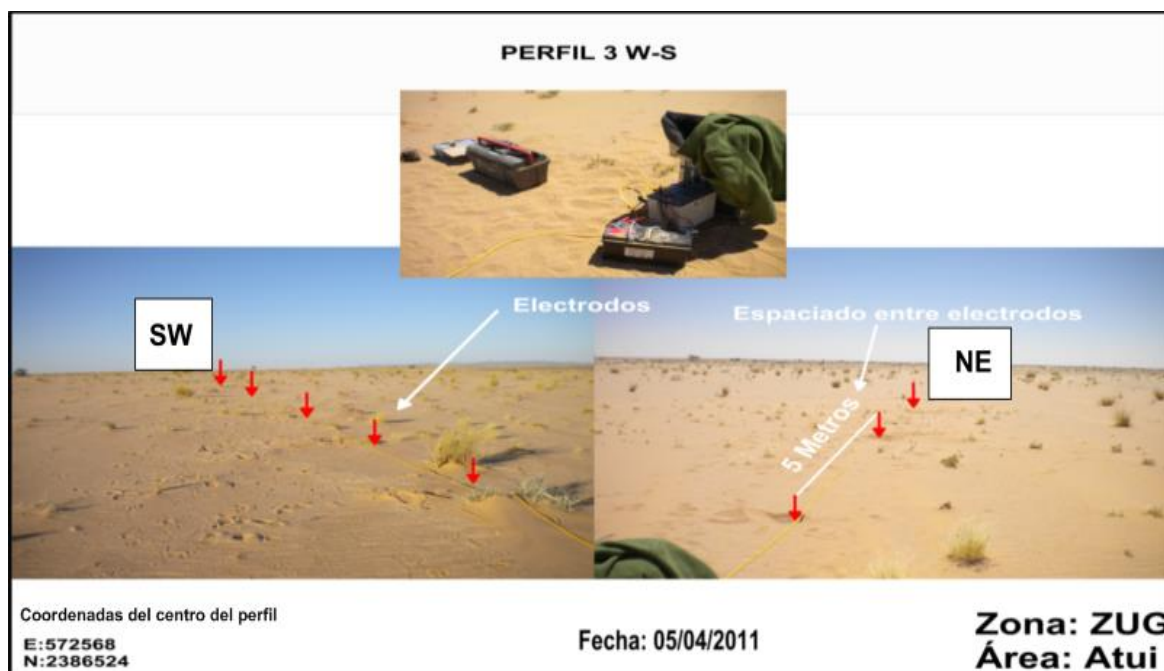 PERFIL 3 W-S
Electrodos
SW
Espaciado entre electrodos
NE
5 Metros
Coordenadas del centro del perfil
E:572568
N:2386524
Fecha: 05/04/2011
Zona: ZUG
Área: Atui